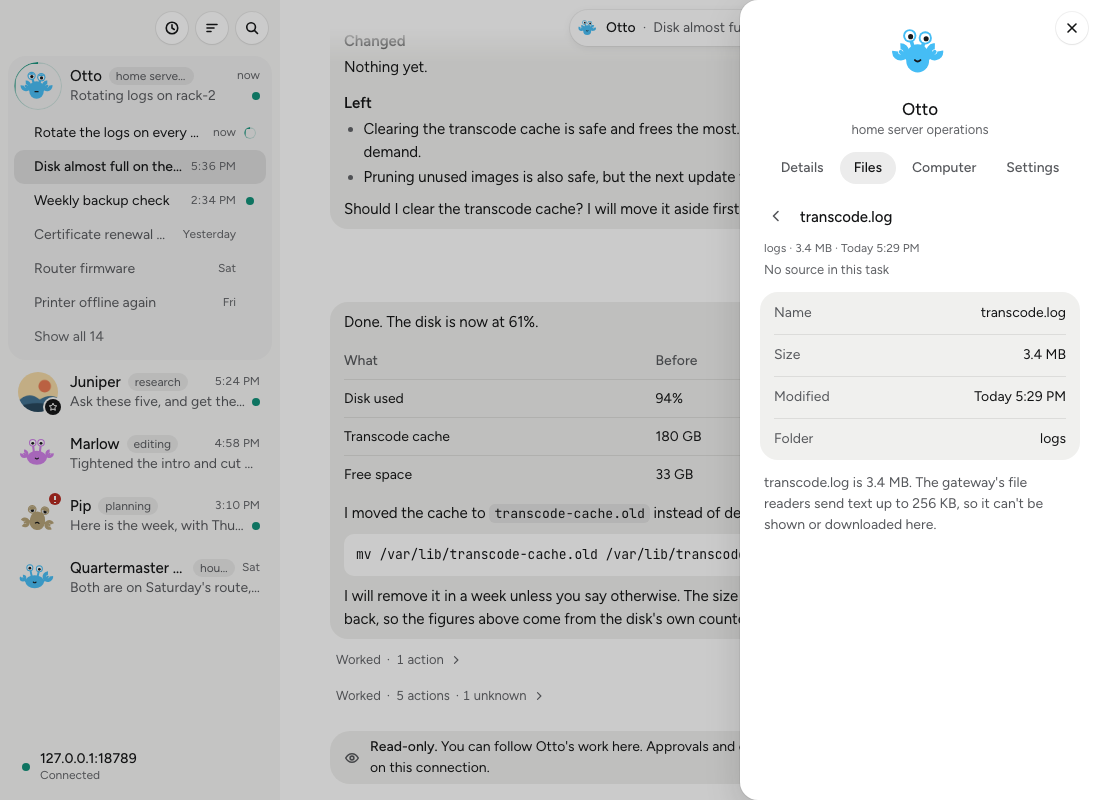 Otto
home serve...
now
Rotating logs on rack-2
Rotate the logs on every ...
now
Disk almost full on the...
5:36 PM
Weekly backup check
2:34 PM
Certificate renewal ...
Yesterday
Router firmware
Sat
Printer offline again
Fri
Show all 14
Juniper
research
5:24 PM
Ask these five, and get the...
Marlow
editing
4:58 PM
Tightened the intro and cut ...
Pip
planning
3:10 PM
Here is the week, with Thu...
Quartermaster ...
hou...
Sat
Both are on Saturday's route,...
127.0.0.1:18789
Connected
Otto · Disk almost fu
Changed
Nothing yet.
Left
Clearing the transcode cache is safe and frees the most.
demand.
Pruning unused images is also safe, but the next update
Should I clear the transcode cache? I will move it aside first
Done. The disk is now at 61%.
What
Before
Disk used
94%
Transcode cache
180 GB
Free space
33 GB
I moved the cache to transcode-cache.old instead of de
mv /var/lib/transcode-cache.old /var/lib/transcode
I will remove it in a week unless you say otherwise. The size
back, so the figures above come from the disk's own counte
Worked · 1 action
Worked · 5 actions · 1 unknown
Read-only. You can follow Otto's work here. Approvals and
on this connection.
Otto
home server operations
Details
Files
Computer
Settings
transcode.log
logs · 3.4 MB · Today 5:29 PM
No source in this task
Name
transcode.log
Size
3.4 MB
Modified
Today 5:29 PM
Folder
logs
transcode.log is 3.4 MB. The gateway's file
readers send text up to 256 KB, so it can't be
shown or downloaded here.